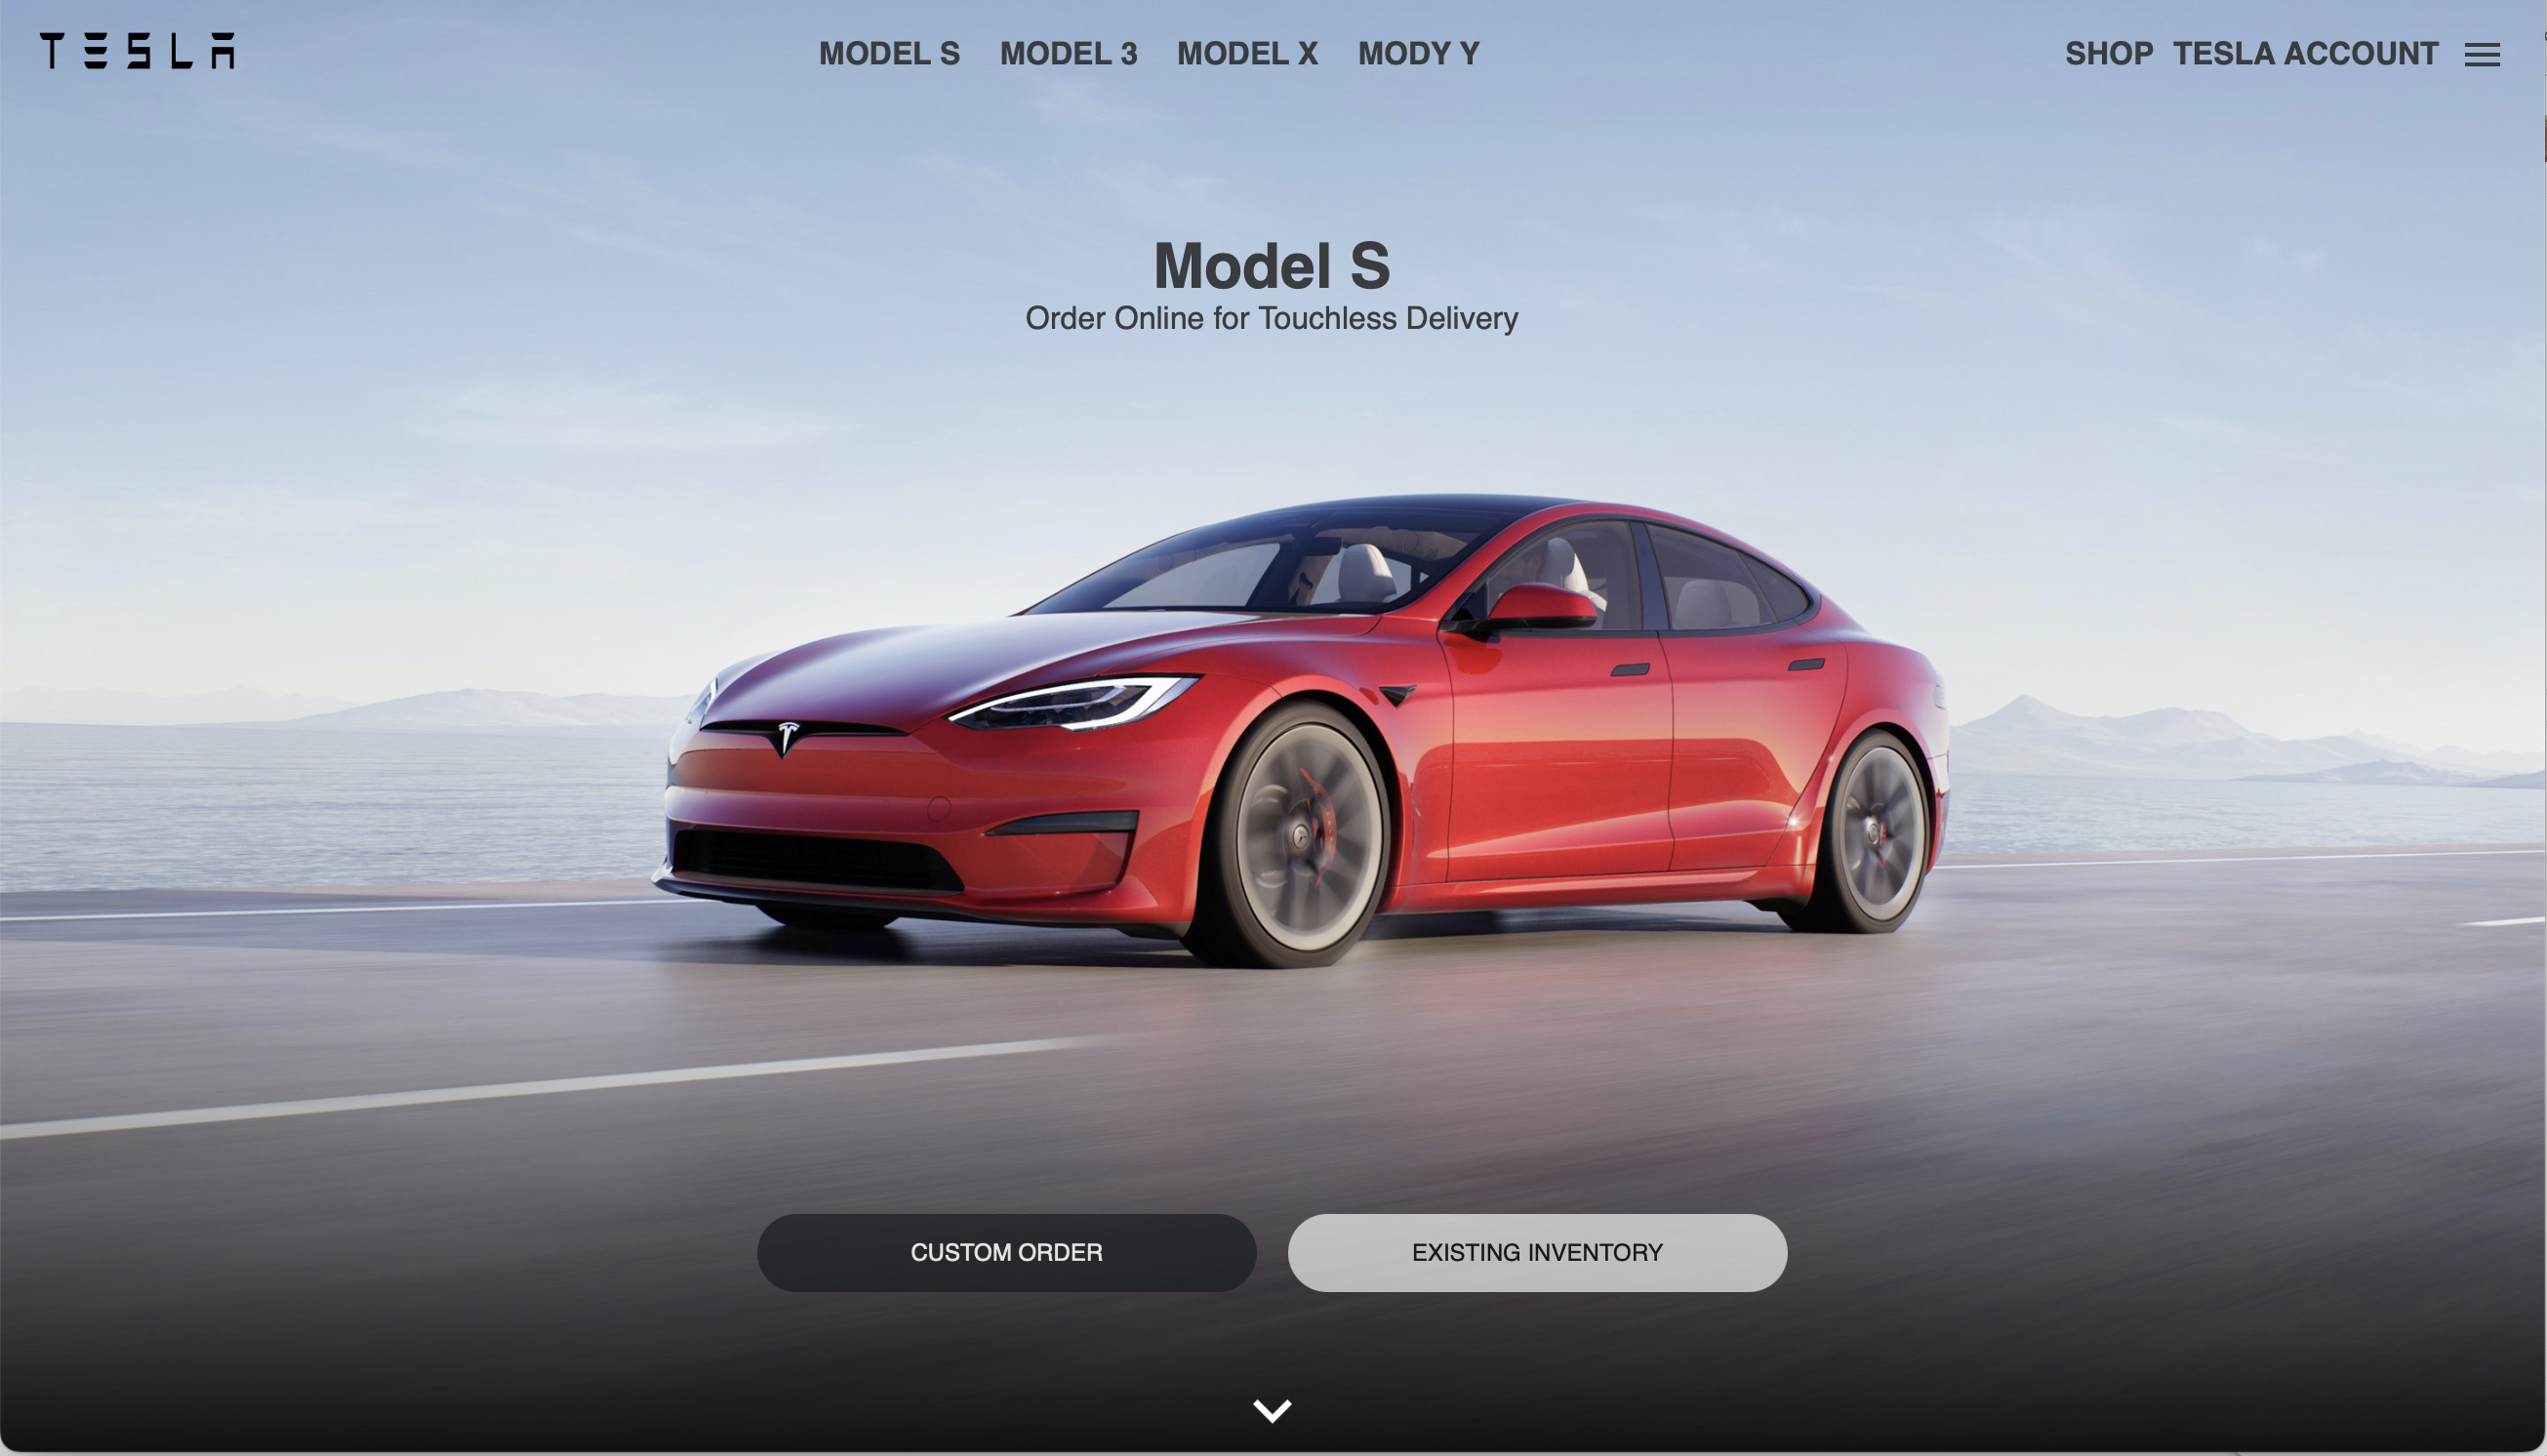 TESLA
MODEL S MODEL 3 MODEL X MODY Y
SHOP TESLA ACCOUNT
Model S
Order Online for Touchless Delivery
CUSTOM ORDER
EXISTING INVENTORY